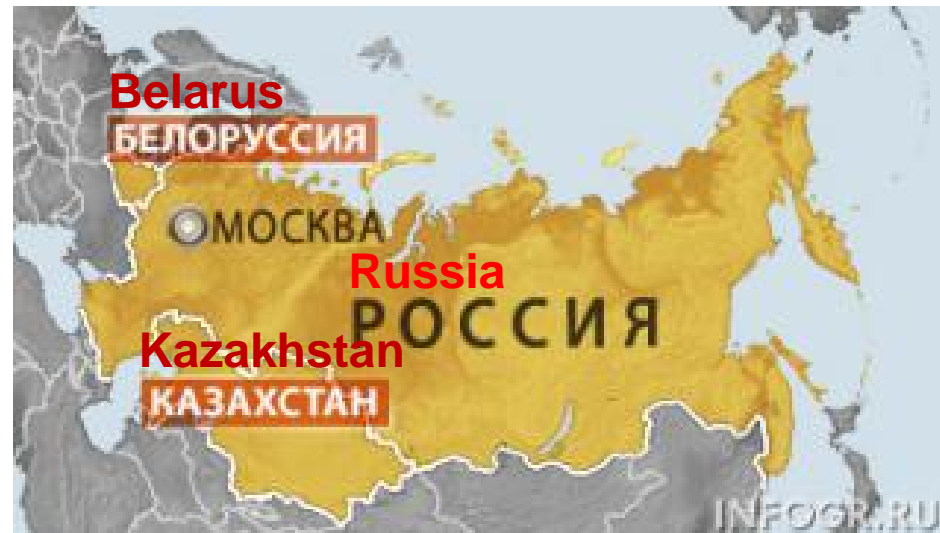 Belarus
БЕЛОРУССИЯ
МОСКВА
Russia
РОССИЯ
Kazakhstan
КАЗАХСТАН
INFOGR.RU